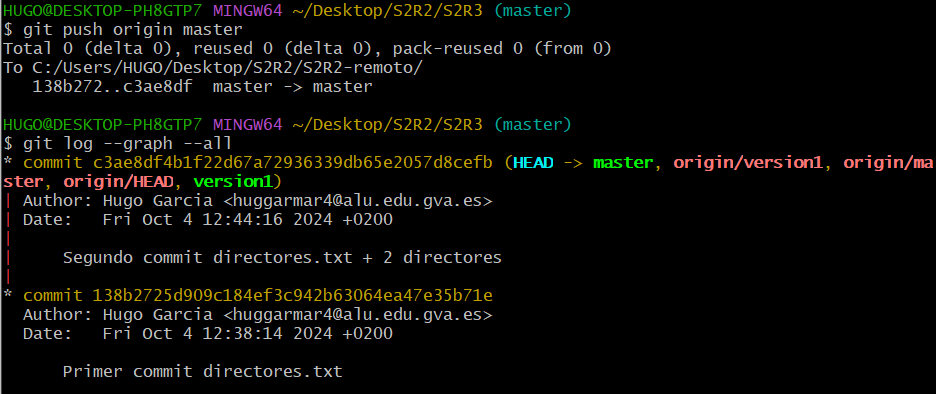 HUGO@DESKTOP-PH8GTP7 MINGW64 ~/Desktop/S2R2/S2R3 (master)
$ git push origin master
Total 0 (delta 0), reused 0 (delta 0), pack-reused 0 (from 0)
To C:/Users/HUGO/Desktop/S2R2/S2R2-remoto/
   138b272..c3ae8df  master -> master

HUGO@DESKTOP-PH8GTP7 MINGW64 ~/Desktop/S2R2/S2R3 (master)
$ git log --graph --all
* commit c3ae8df4b1f22d67a72936339db65e2057d8cefb (HEAD -> master, origin/version1, origin/ma
ster, origin/HEAD, version1)
| Author: Hugo Garcia <huggarmar4@alu.edu.gva.es>
| Date:   Fri Oct 4 12:44:16 2024 +0200
|
|     Segundo commit directores.txt + 2 directores
|
* commit 138b2725d909c184ef3c942b63064ea47e35b71e
  Author: Hugo Garcia <huggarmar4@alu.edu.gva.es>
  Date:   Fri Oct 4 12:38:14 2024 +0200

      Primer commit directores.txt